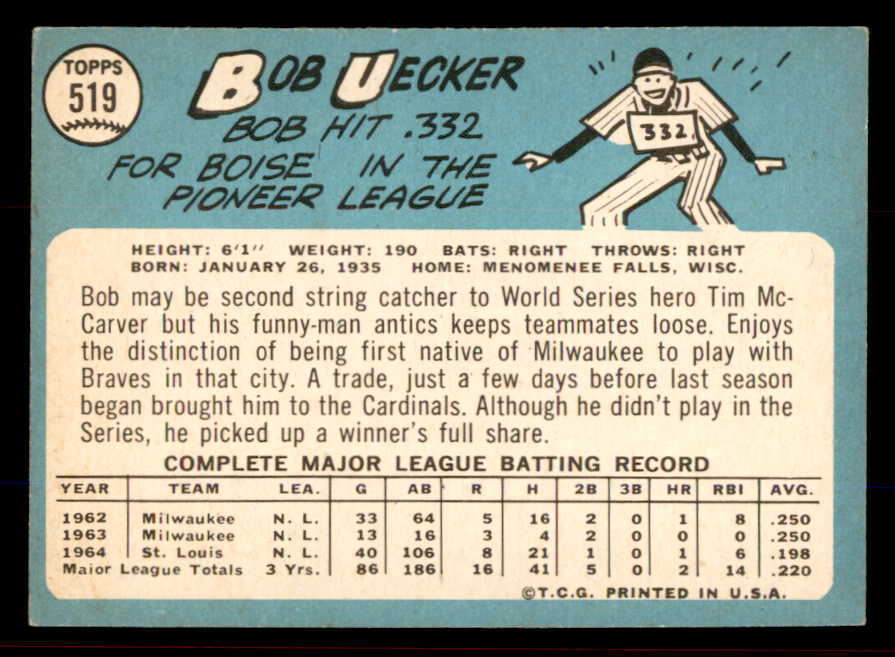 TOPPS
519
BOB UECKER
BOB HIT .332
FOR BOISE IN THE
PIONEER LEAGUE
332
HEIGHT: 6'1" WEIGHT: 190 BATS: RIGHT THROWS: RIGHT
BORN: JANUARY 26, 1935 HOME: MENOMENEE FALLS, WISC.
Bob may be second string catcher to World Series hero Tim Mc-
Carver but his funny-man antics keeps teammates loose. Enjoys
the distinction of being first native of Milwaukee to play with
Braves in that city. A trade, just a few days before last season
began brought him to the Cardinals. Although he didn't play in the
Series, he picked up a winner's full share.
COMPLETE MAJOR LEAGUE BATTING RECORD
YEAR TEAM LEA. G AB R H 2B 3B HR RBI AVG.
1962 Milwaukee N. L. 33 64 5 16 2 0 1 8 .250
1963 Milwaukee N. L. 13 16 3 4 2 0 0 0 .250
1964 St. Louis N. L. 40 106 8 21 1 0 1 6 .198
Major League Totals 3 Yrs. 86 186 16 41 5 0 2 14 .220
©T.C.G. PRINTED IN U.S.A.